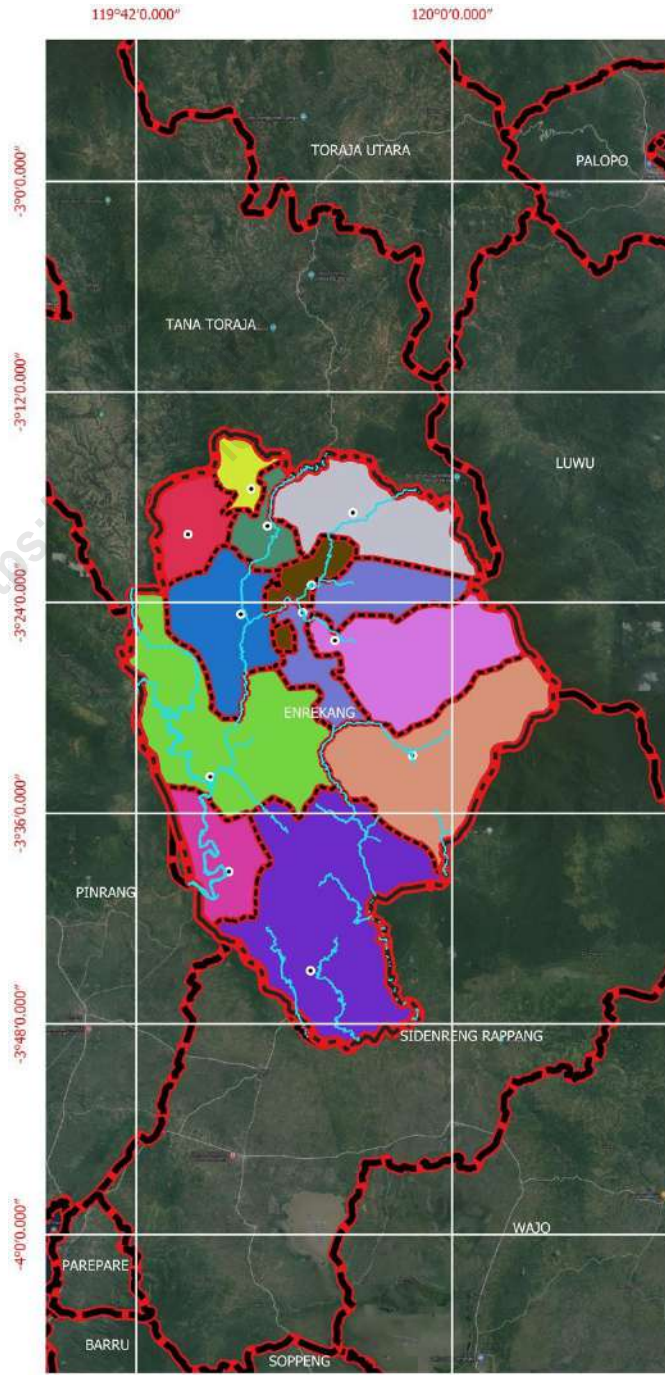 119°42'0.000" 120°0'0.000"
TORAJA UTARA
PALOPO
-3°0'0.000"
TANA TORAJA
-3°12'0.000"
LUWU
-3°24'0.000"
ENREKANG
-3°36'0.000"
PINRANG
-3°48'0.000"
SIDENRENG RAPPANG
WAJO
-4°0'0.000"
PAREPARE
BARRU
SOPPENG